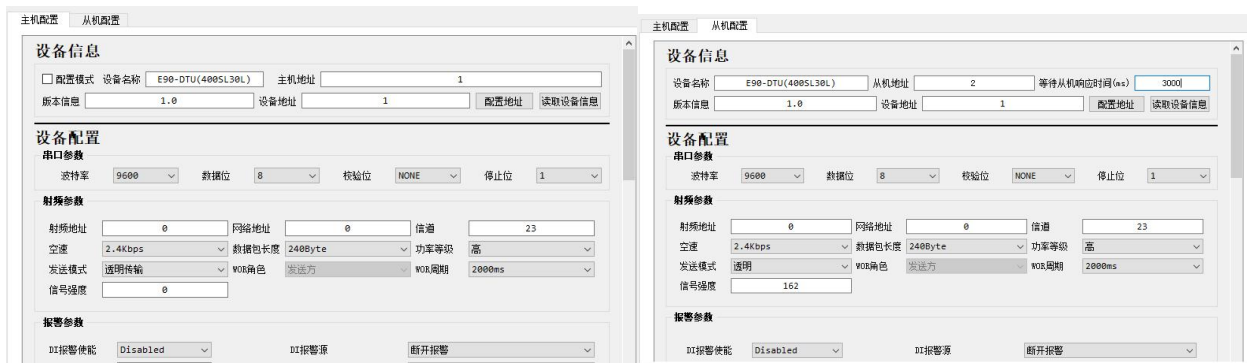 主机配置 从机配置
设备信息
配置模式 设备名称 E90-DTU(400SL30L) 主机地址 1
版本信息 1.0 设备地址 1 配置地址 读取设备信息
设备配置
串口参数
波特率 9600 数据位 8 校验位 NONE 停止位 1
射频参数
射频地址 0 网络地址 0 信道 23
空速 2.4Kbps 数据包长度 240Byte 功率等级 高
发送模式 透明传输 WOR角色 发送方 WOR周期 2000ms
信号强度 0
报警参数
DI报警使能 Disabled DI报警源 断开报警
主机配置 从机配置
设备信息
设备名称 E90-DTU(400SL30L) 从机地址 2 等待从机响应时间(ms) 3000
版本信息 1.0 设备地址 1 配置地址 读取设备信息
设备配置
串口参数
波特率 9600 数据位 8 校验位 NONE 停止位 1
射频参数
射频地址 0 网络地址 0 信道 23
空速 2.4Kbps 数据包长度 240Byte 功率等级 高
发送模式 透明 WOR角色 发送方 WOR周期 2000ms
信号强度 162
报警参数
DI报警使能 Disabled DI报警源 断开报警